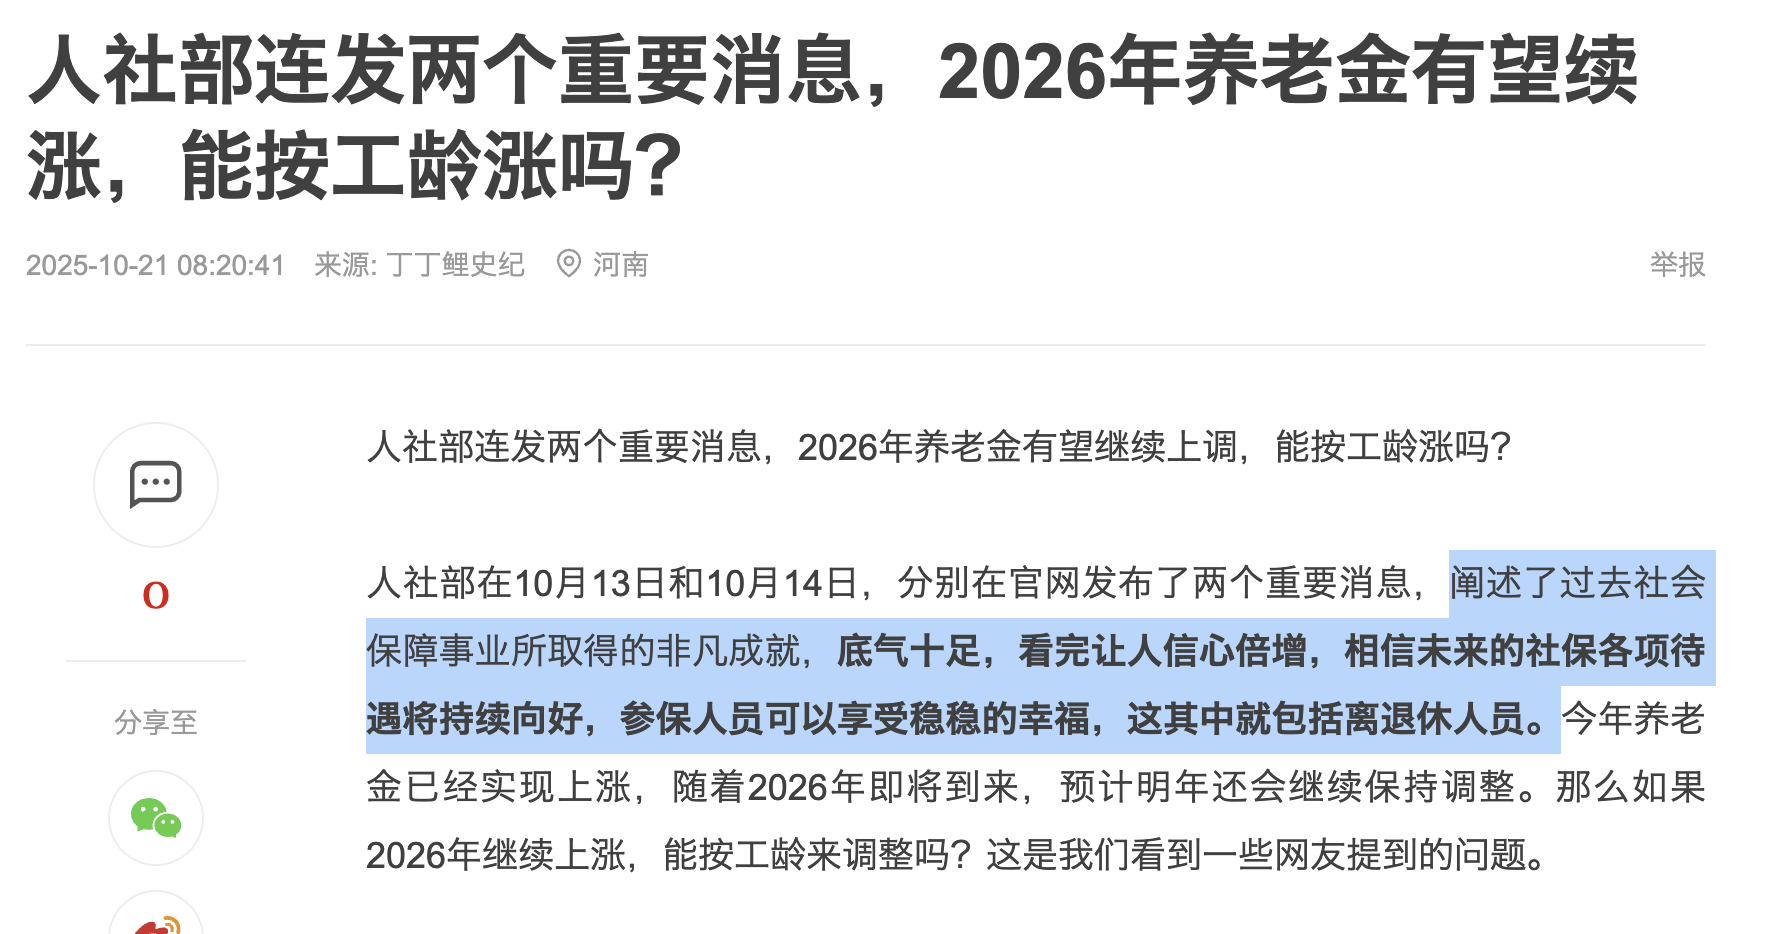 人社部连发两个重要消息，2026年养老金有望续
涨，能按工龄涨吗？
2025-10-21 08:20:41 来源: 丁丁鲤史纪 河南 举报
人社部连发两个重要消息，2026年养老金有望继续上调，能按工龄涨吗？
人社部在10月13日和10月14日，分别在官网发布了两个重要消息，阐述了过去社会
保障事业所取得的非凡成就，底气十足，看完让人信心倍增，相信未来的社保各项待
遇将持续向好，参保人员可以享受稳稳的幸福，这其中就包括离退休人员。今年养老
金已经实现上涨，随着2026年即将到来，预计明年还会继续保持调整。那么如果
2026年继续上涨，能按工龄来调整吗？这是我们看到一些网友提到的问题。
0
分享至